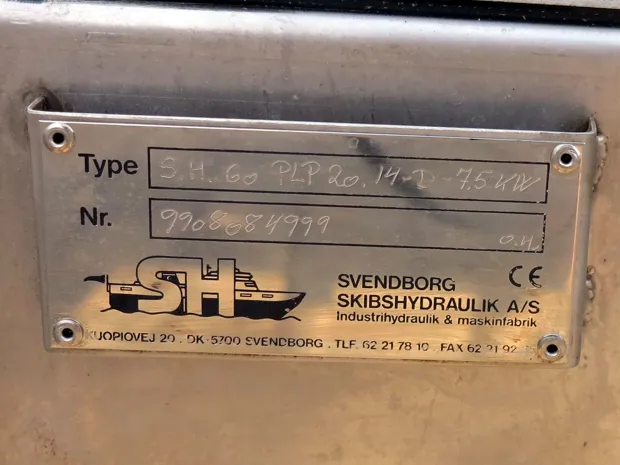 Type S.H. 60 PLP 20.14-D-7.5 KW
Nr. 9908084999 o.n
SH
SVENDBORG CE
SKIBSHYDRAULIK A/S
Industrihydraulik & maskinfabrik
KUOPIOVEJ 20 . DK-5700 SVENDBORG . TLF. 62 21 78 10 . FAX 62 21 92